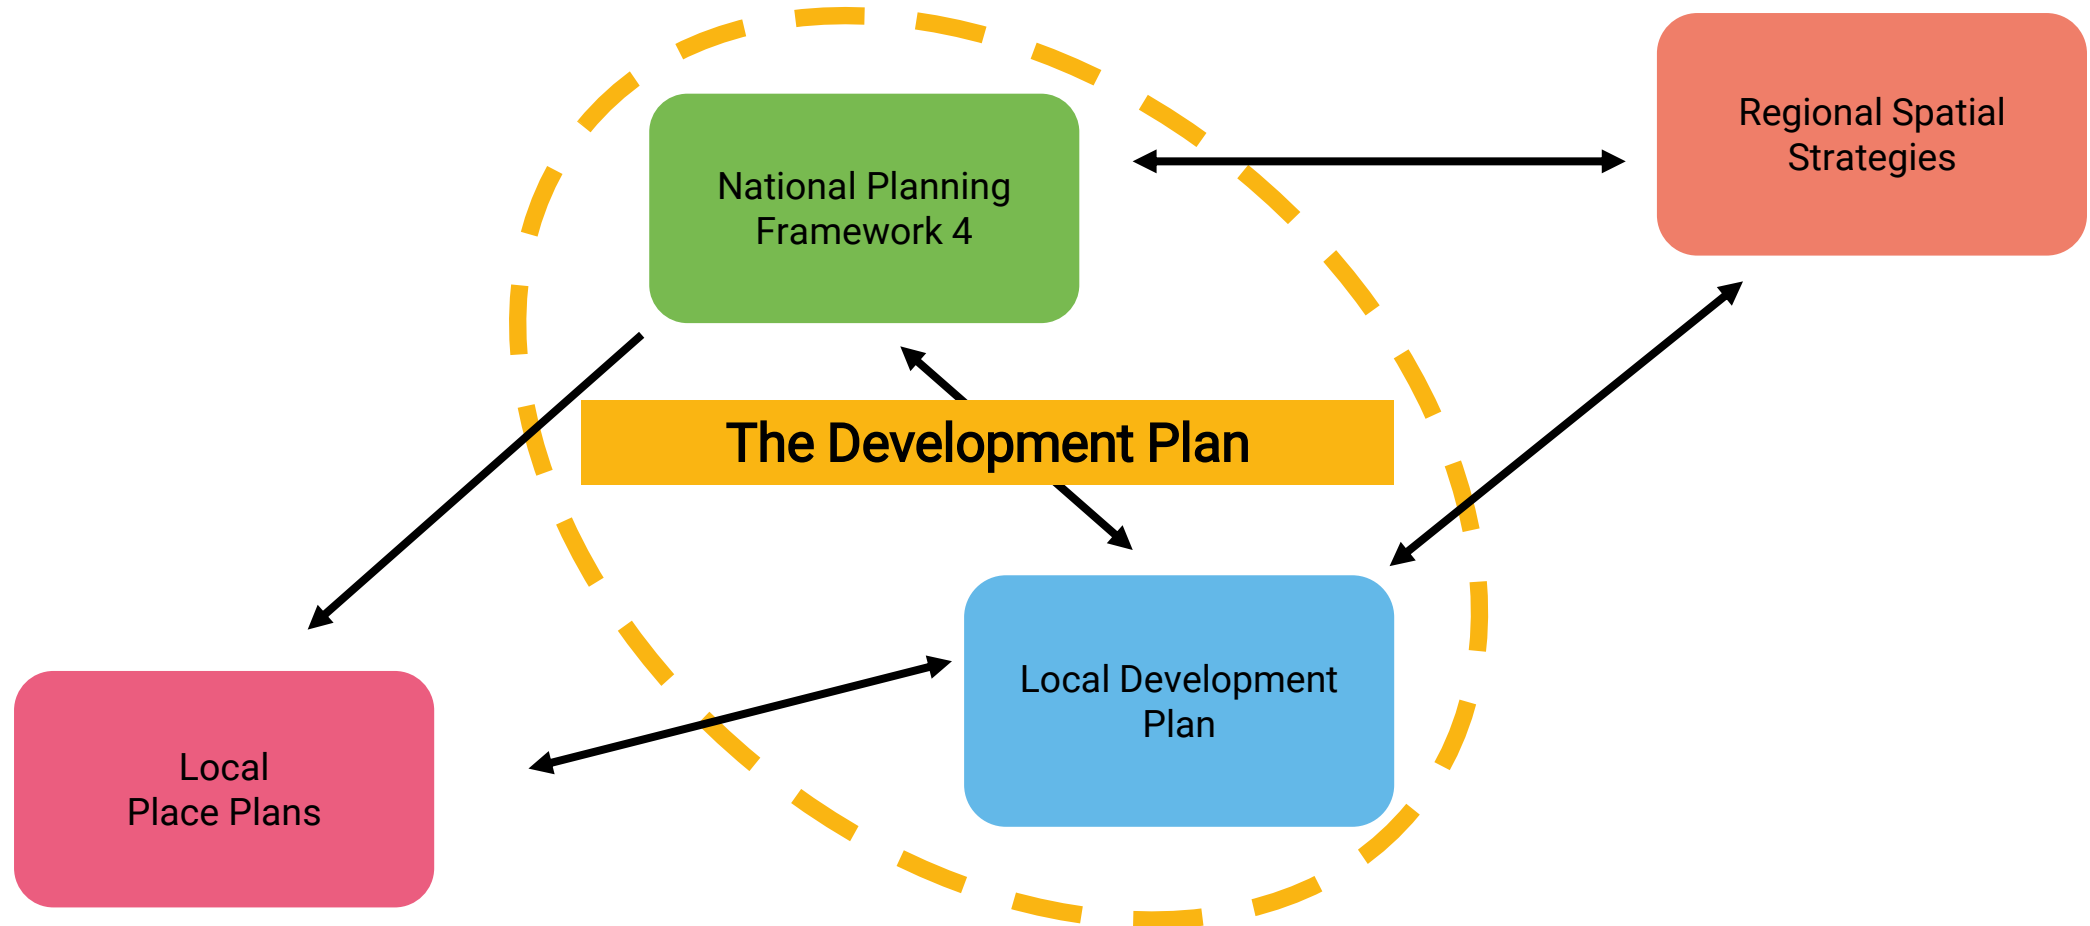 Regional Spatial
Strategies
National Planning
Framework 4
The Development Plan
Local Development
Plan
Local
Place Plans